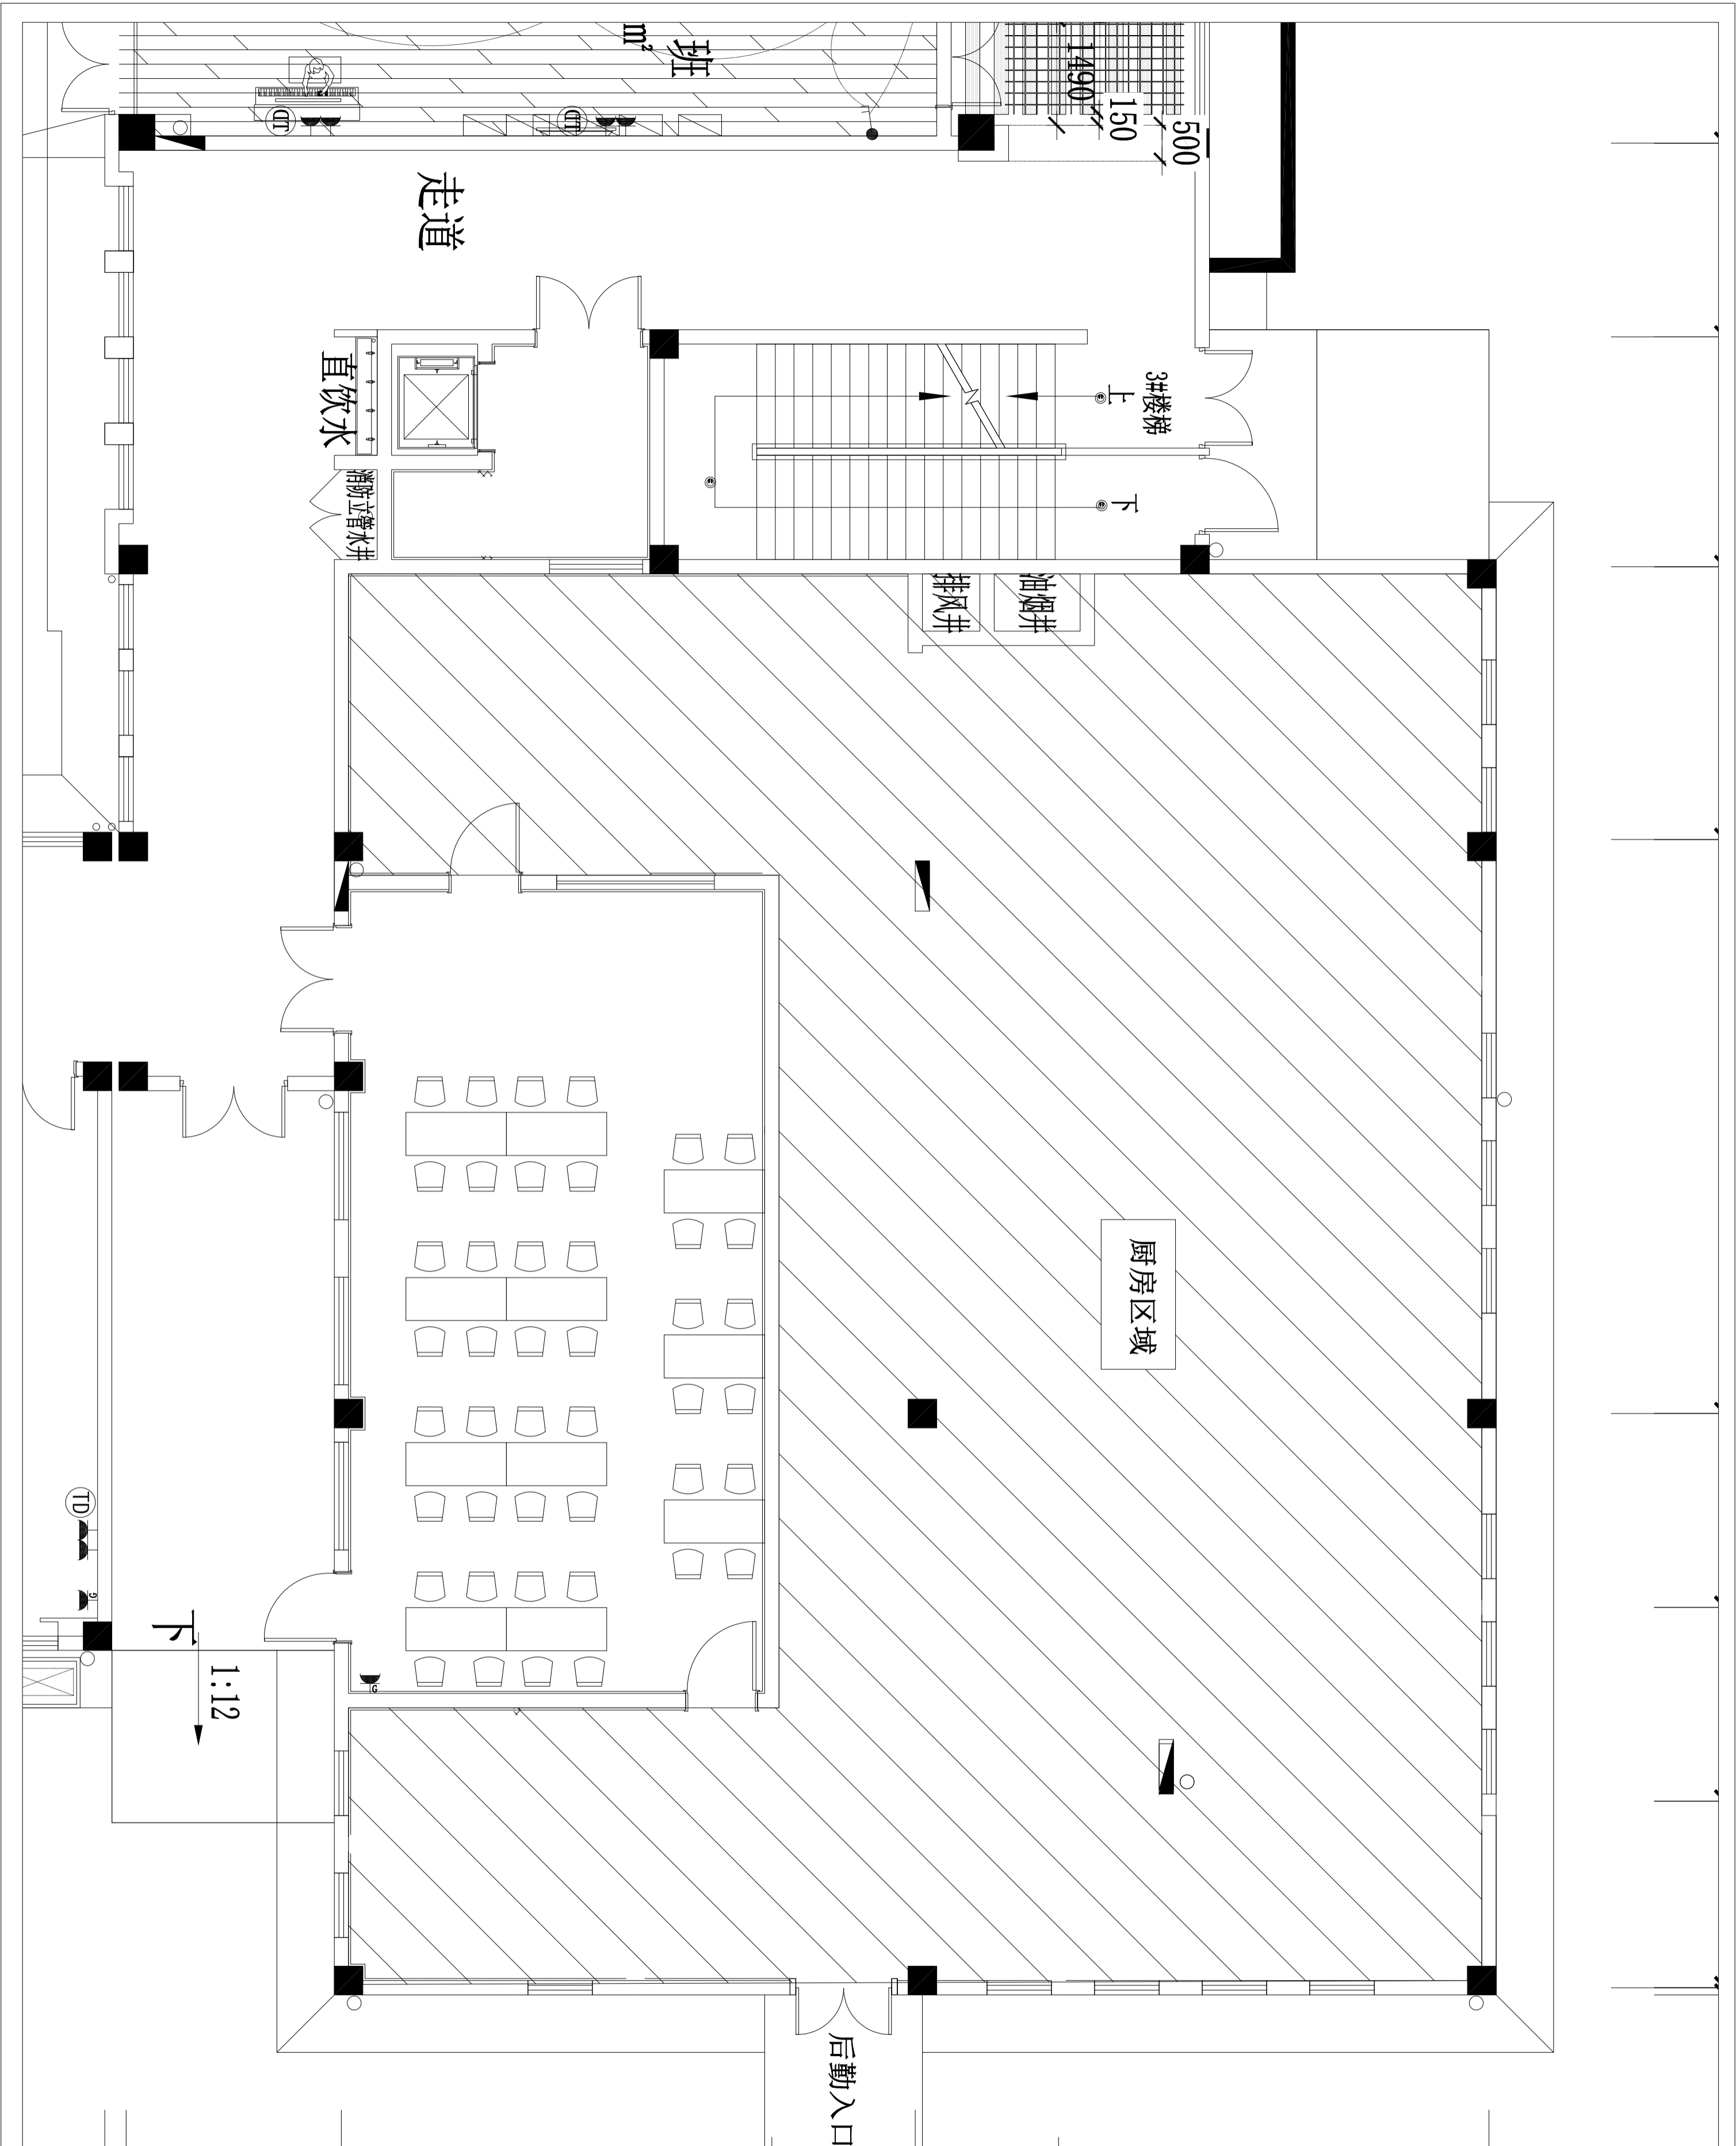 班
m²
1490
150
500
TD
TD
走道
直饮水
消防立管水井
3#楼梯
上
下
排风井
油烟井
厨房区域
TD
G
下
1:12
G
后勤入口